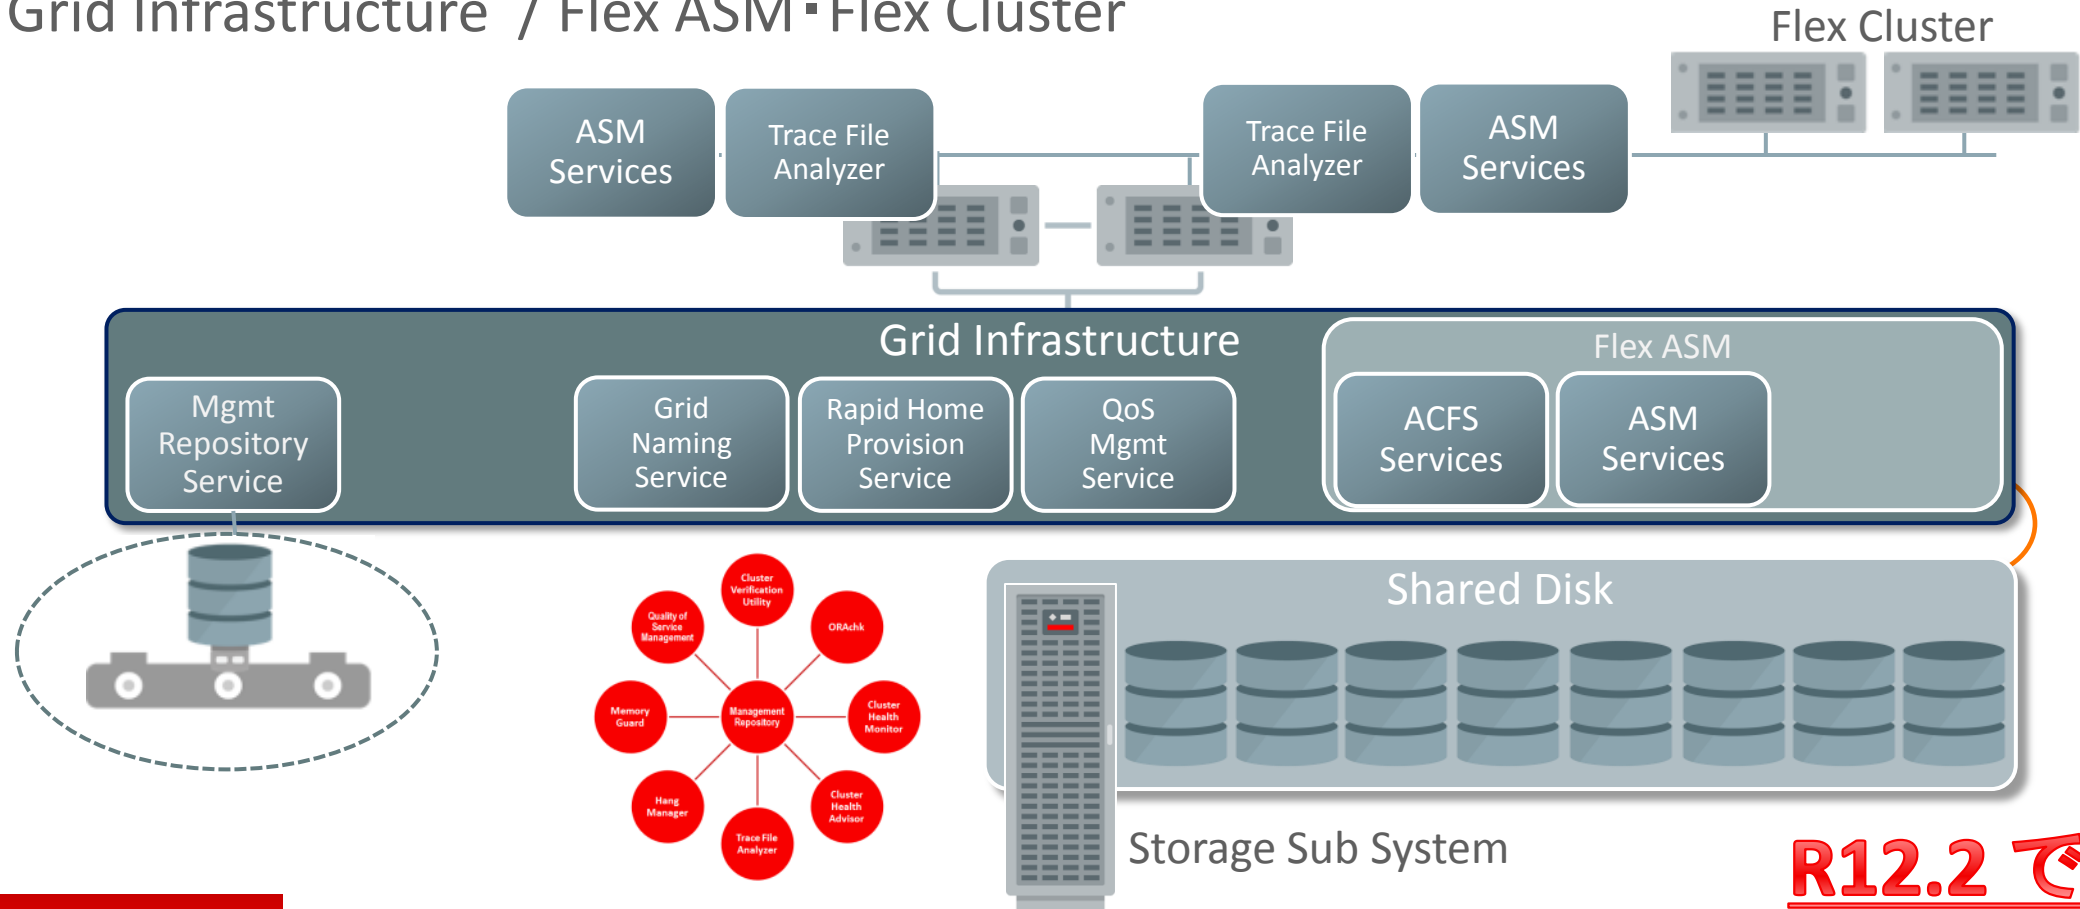 Grid Infrastructure / Flex ASM・Flex Cluster
Flex Cluster
ASM
Services
Trace File
Analyzer
Trace File
Analyzer
ASM
Services
Grid Infrastructure
Flex ASM
Mgmt
Repository
Service
Grid
Naming
Service
Rapid Home
Provision
Service
QoS
Mgmt
Service
ACFS
Services
ASM
Services
Cluster
Verification
Utility
Quality of
Service
Management
ORAchk
Memory
Guard
Management
Repository
Cluster
Health
Monitor
Hang
Manager
Cluster
Health
Advisor
Trace File
Analyzer
Shared Disk
Storage Sub System
R12.2 で